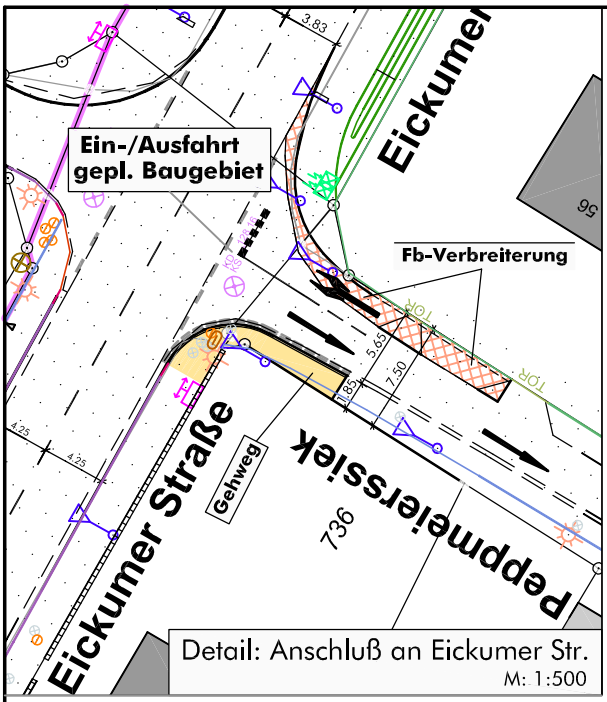 3.83
Eickumer
Ein-/Ausfahrt
gepl. Baugebiet
56
Fb-Verbreiterung
TOR
TOR
5.65
7.50
1.85
4.25
4.25
Gehweg
Eickumer Straße
Peppmeierssiek
736
Detail: Anschluß an Eickumer Str.
M: 1:500